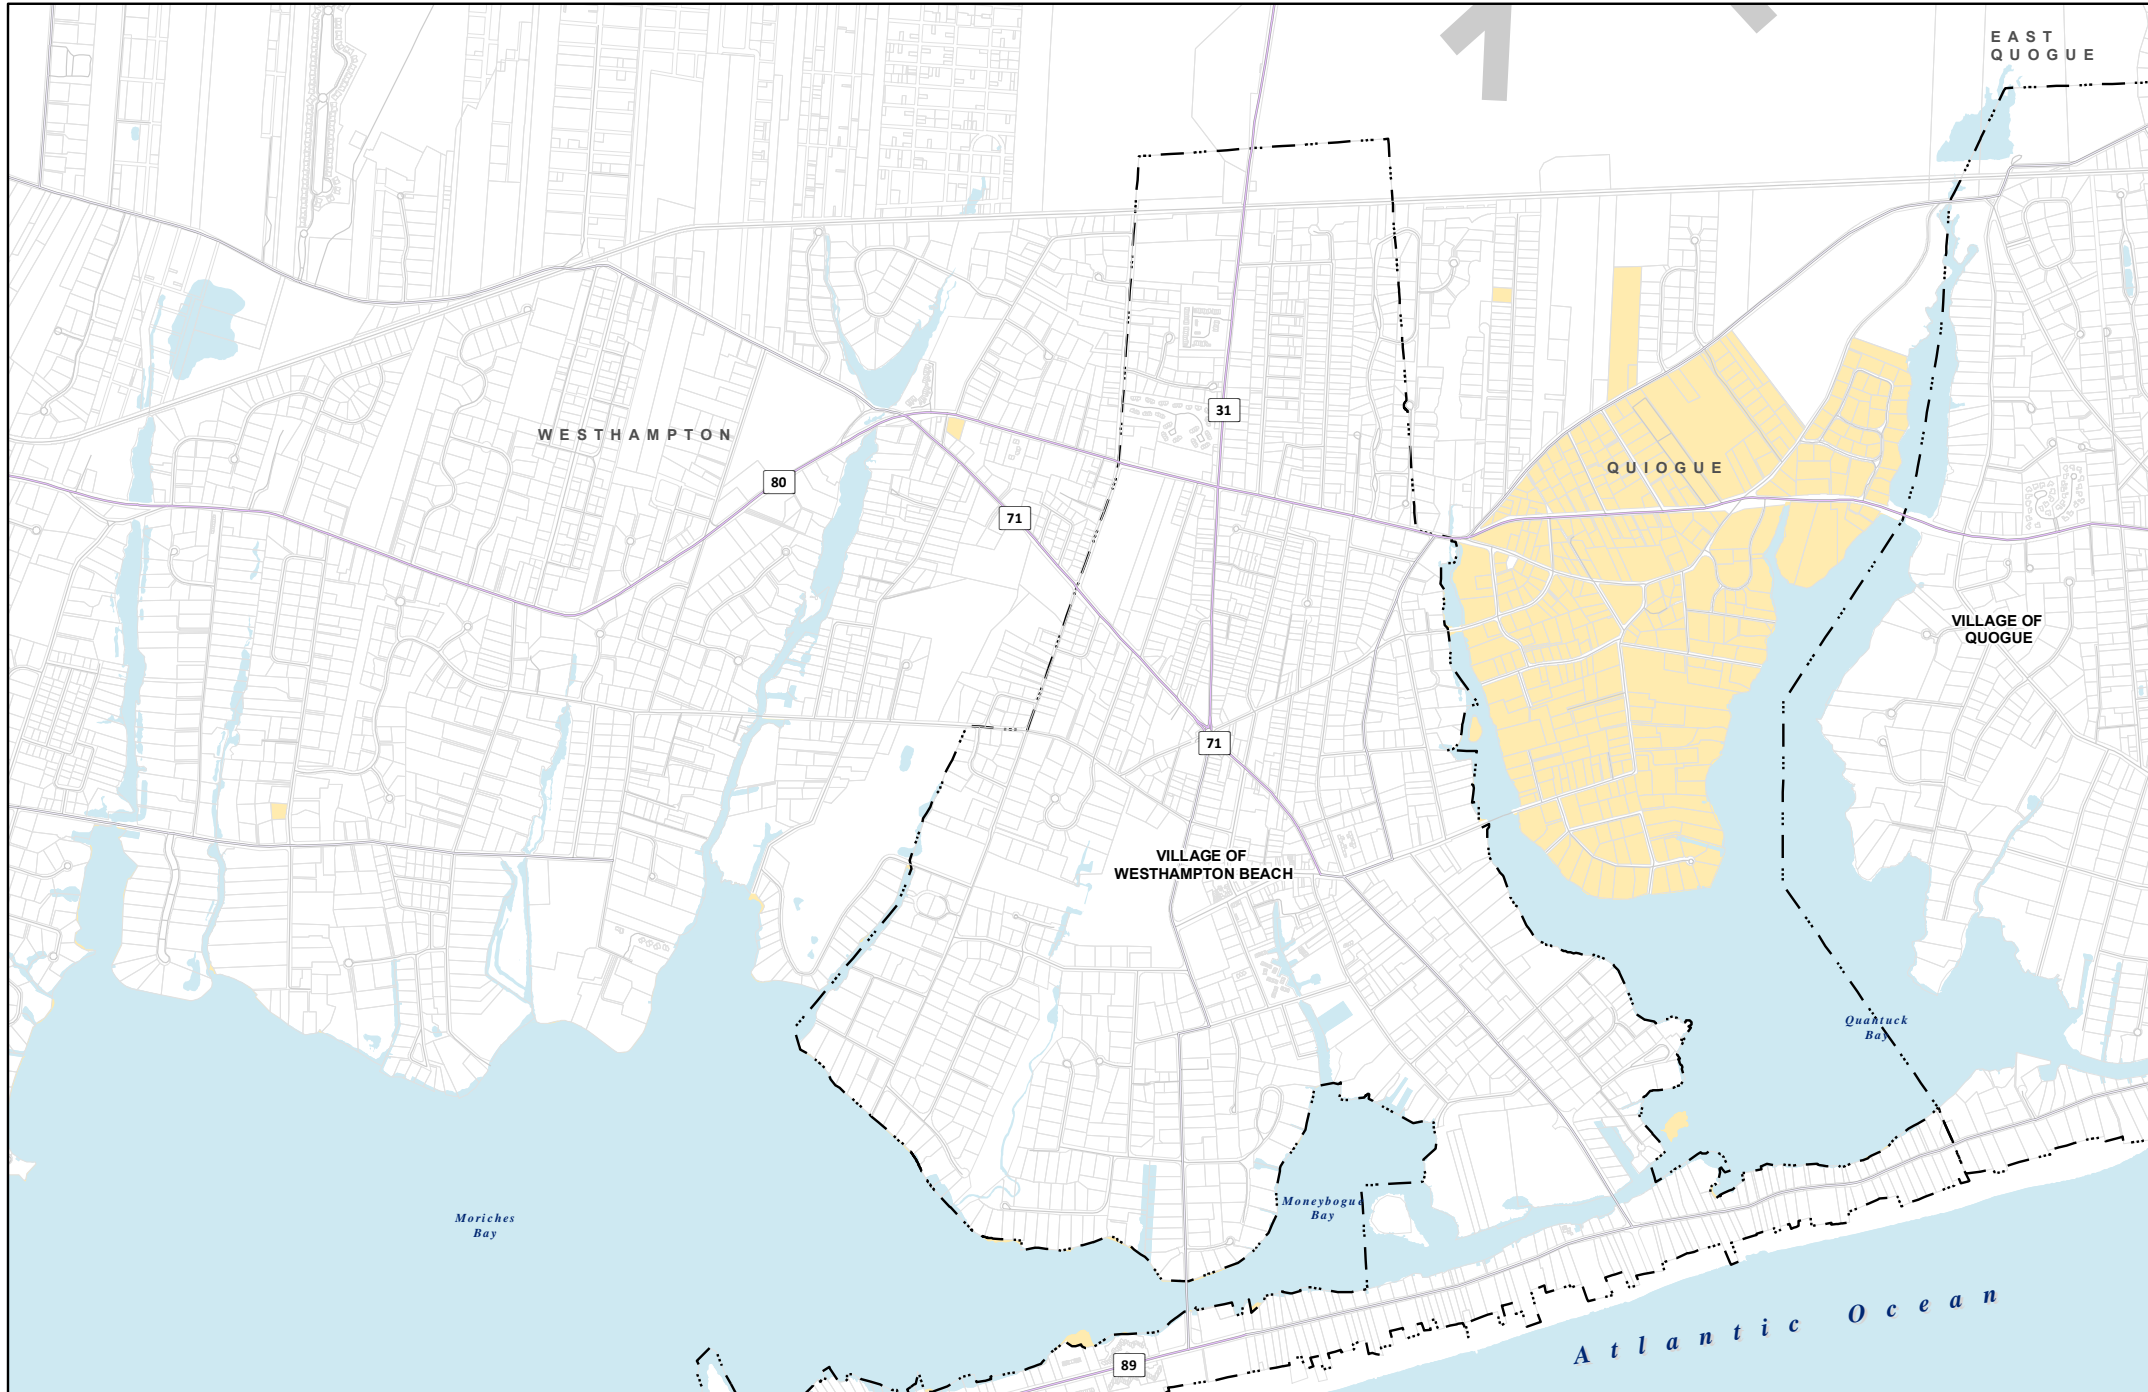 EAST
QUOGUE
31
WESTHAMPTON
QUIOGUE
80
71
VILLAGE OF
QUOGUE
71
VILLAGE OF
WESTHAMPTON BEACH
Quantuck
Bay
Moneybogue
Bay
Moriches
Bay
Atlantic Ocean
89